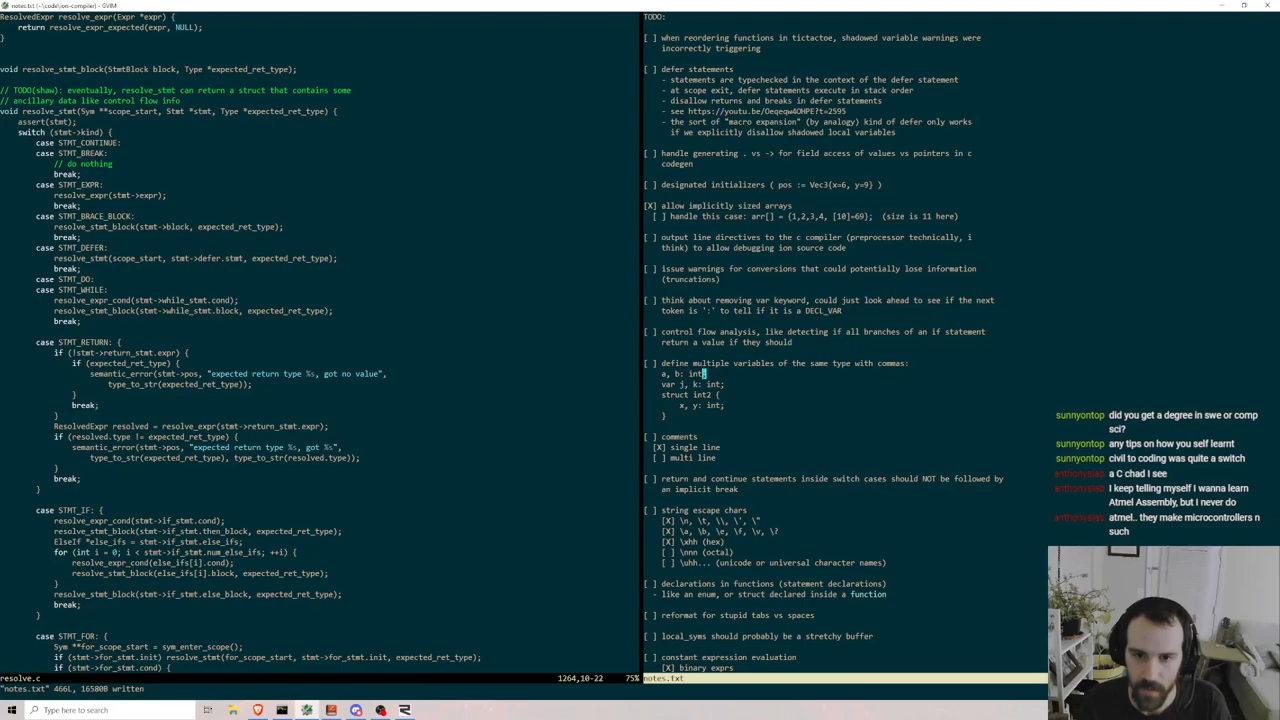 notes.txt (~\code\ion-compiler) - GVIM
ResolvedExpr resolve_expr(Expr *expr) {
    return resolve_expr_expected(expr, NULL);
}
void resolve_stmt_block(StmtBlock block, Type *expected_ret_type);
// TODO(shaw): eventually, resolve_stmt can return a struct that contains some
// ancillary data like control flow info
void resolve_stmt(Sym **scope_start, Stmt *stmt, Type *expected_type) {
    assert(stmt);
    switch (stmt->kind) {
        case STMT_CONTINUE:
        case STMT_BREAK:
            // do nothing
            break;
        case STMT_EXPR:
            resolve_expr(stmt->expr);
            break;
        case STMT_BRACE_BLOCK:
            resolve_stmt_block(stmt->block, expected_ret_type);
            break;
        case STMT_DEFER:
            resolve_stmt(scope_start, stmt->defer.stmt, expected_ret_type);
            break;
        case STMT_DO:
        case STMT_WHILE:
            resolve_expr_cond(stmt->while_stmt.cond);
            resolve_stmt_block(stmt->while_stmt.block, expected_ret_type);
            break;
        case STMT_RETURN:
            if (!stmt->return_stmt.expr) {
                if (expected_ret_type) {
                    semantic_error(stmt->pos, "expected return type %s, got no value",
                        type_to_str(expected_ret_type);
                }
                break;
            }
            ResolvedExpr resolved = resolve_expr(stmt->return_stmt.expr);
            if (resolved.type != expected_ret_type) {
                semantic_error(stmt->pos, "expected return type %s, got %s",
                    type_to_str(expected_ret_type), type_to_str(resolved.type));
            }
            break;
        }
        case STMT_IF: {
            resolve_expr_cond(stmt->if_stmt.cond);
            resolve_stmt_block(stmt->if_stmt.then_block, expected_ret_type);
            ElseIf *else_ifs = stmt->if_stmt.else_ifs;
            for (int i = 0; i < stmt->if_stmt.num_else_ifs; ++i) {
                resolve_expr_cond(else_ifs[i].cond);
                resolve_stmt_block(else_ifs[i].block, expected_ret_type);
            }
            resolve_stmt_block(stmt->if_stmt.else_block, expected_ret_type);
            break;
        }
        case STMT_FOR: {
            Sym **for_scope_start = sym_enter_scope();
            if (stmt->for_stmt.init) resolve_stmt(for_scope_start, stmt->for_stmt.init, expected_ret_type);
            if (stmt->for_stmt.cond) {
resolve.c 1264,10-22 75%
"notes.txt" 466L, 16580B written
TODO:
[ ] when reordering functions in tictactoe, shadowed variable warnings were
    incorrectly triggering
[ ] defer statements
    - statements are typechecked in the context of the defer statement
    - at scope exit, defer statements execute in stack order
    - disallow returns and breaks in defer statements
    - see https://youtu.be/Oeqeqw4OHPE?t=2595
    - the sort of "macro expansion" (by analogy) kind of defer only works
      if we explicitly disallow shadowed local variables
[ ] handle generating . vs -> for field access of values vs pointers in c
    codegen
[ ] designated initializers ( pos := Vec3{x=6, y=9} )
[X] allow implicitly sized arrays
  [ ] handle this case: arr[] = {1,2,3,4, [10]=69};  (size is 11 here)
[ ] output line directives to the c compiler (preprocessor technically, i
    think) to allow debugging ion source code
[ ] issue warnings for conversions that could potentially lose information
    (truncations)
[ ] think about removing var keyword, could just look ahead to see if the next
    token is ':' to tell if it is a DECL_VAR
[ ] control flow analysis, like detecting if all branches of an if statement
    return a value if they should
[ ] define multiple variables of the same type with commas:
    a, b: int;
    var j, k: int;
    struct int2 {
        x, y: int;
    }
[ ] comments
  [X] single line
  [ ] multi line
[ ] return and continue statements inside switch cases should NOT be followed by
    an implicit break
[ ] string escape chars
    [X] \n, \t, \\, \', \"
    [X] \a, \b, \e, \f, \v, \?
    [X] \xhh (hex)
    [ ] \nnn (octal)
    [ ] \uhh... (unicode or universal character names)
[ ] declarations in functions (statement declarations)
  - like an enum, or struct declared inside a function
[ ] reformat for stupid tabs vs spaces
[ ] local_syms should probably be a stretchy buffer
[ ] constant expression evaluation
    [X] binary exprs
notes.txt
sunnyontop did you get a degree in swe or comp
sci?
sunnyontop any tips on how you self learnt
sunnyontop civil to coding was quite a switch
anthonyslab a C chad I see
anthonyslab I keep telling myself I wanna learn
Atmel Assembly, but I never do
anthonyslab atmel.. they make microcontrollers n
such
Type here to search